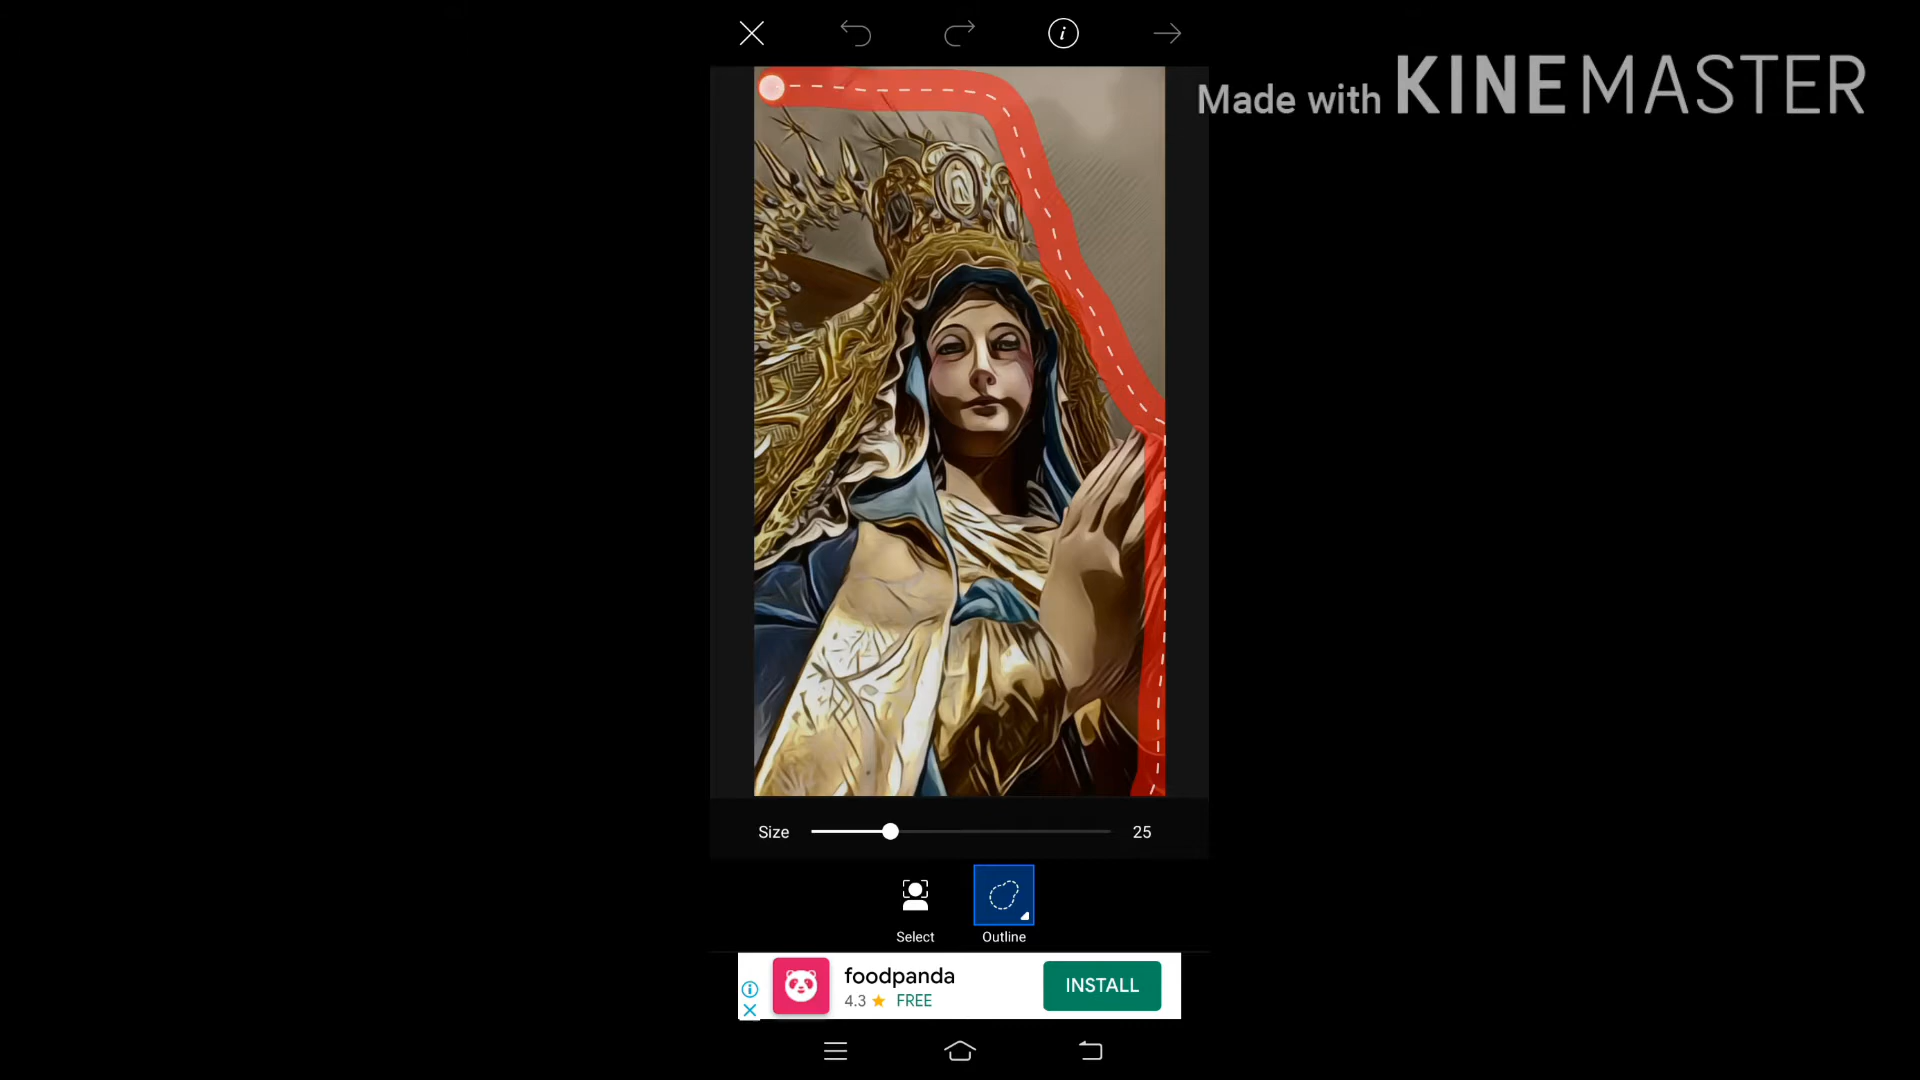 Made with KINEMASTER
Size 25
Select Outline
foodpanda
4.3 FREE
INSTALL